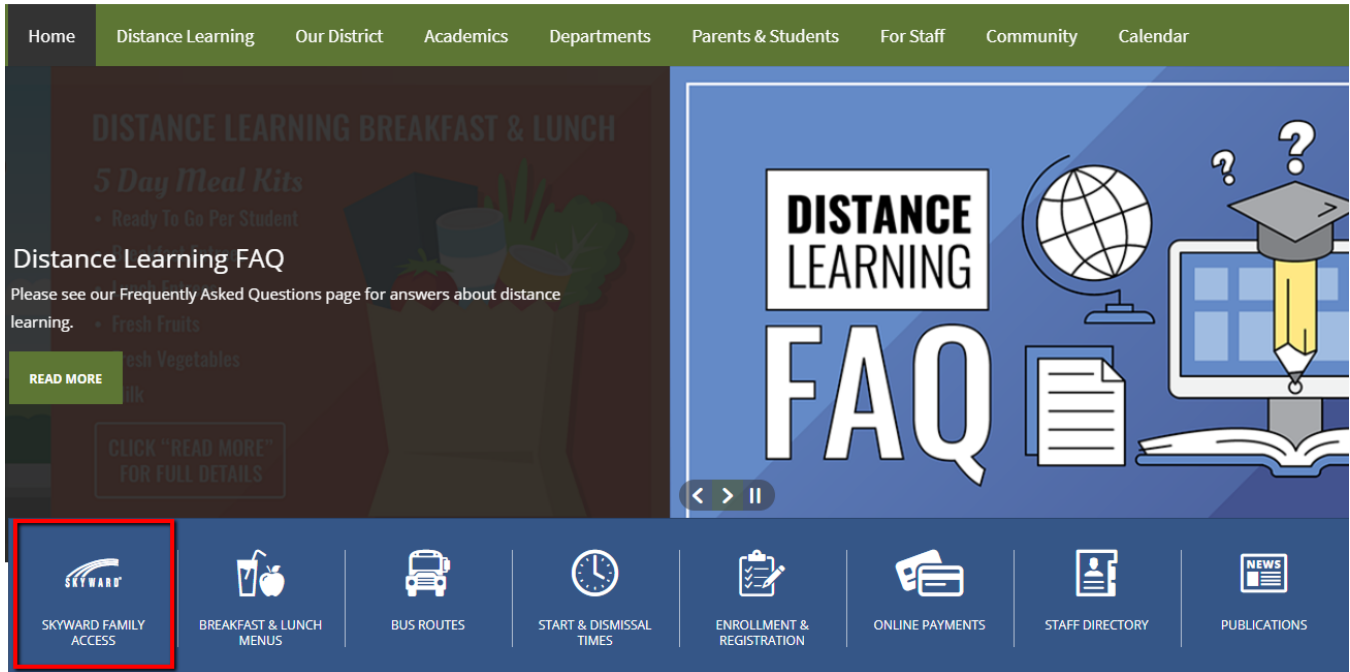 Home Distance Learning Our District Academics Departments Parents & Students For Staff Community Calendar
DISTANCE LEARNING BREAKFAST & LUNCH
5 Day Meal Kits
• Ready To Go Per Student
Distance Learning FAQ
Please see our Frequently Asked Questions page for answers about distance
learning.
• Fresh Fruits
Vegetables
READ MORE
CLICK "READ MORE"
FOR FULL DETAILS
DISTANCE
LEARNING
FAQ
SKYWARD
SKYWARD FAMILY
ACCESS
BREAKFAST & LUNCH
MENUS
BUS ROUTES
START & DISMISSAL
TIMES
ENROLLMENT &
REGISTRATION
ONLINE PAYMENTS
STAFF DIRECTORY
NEWS
PUBLICATIONS